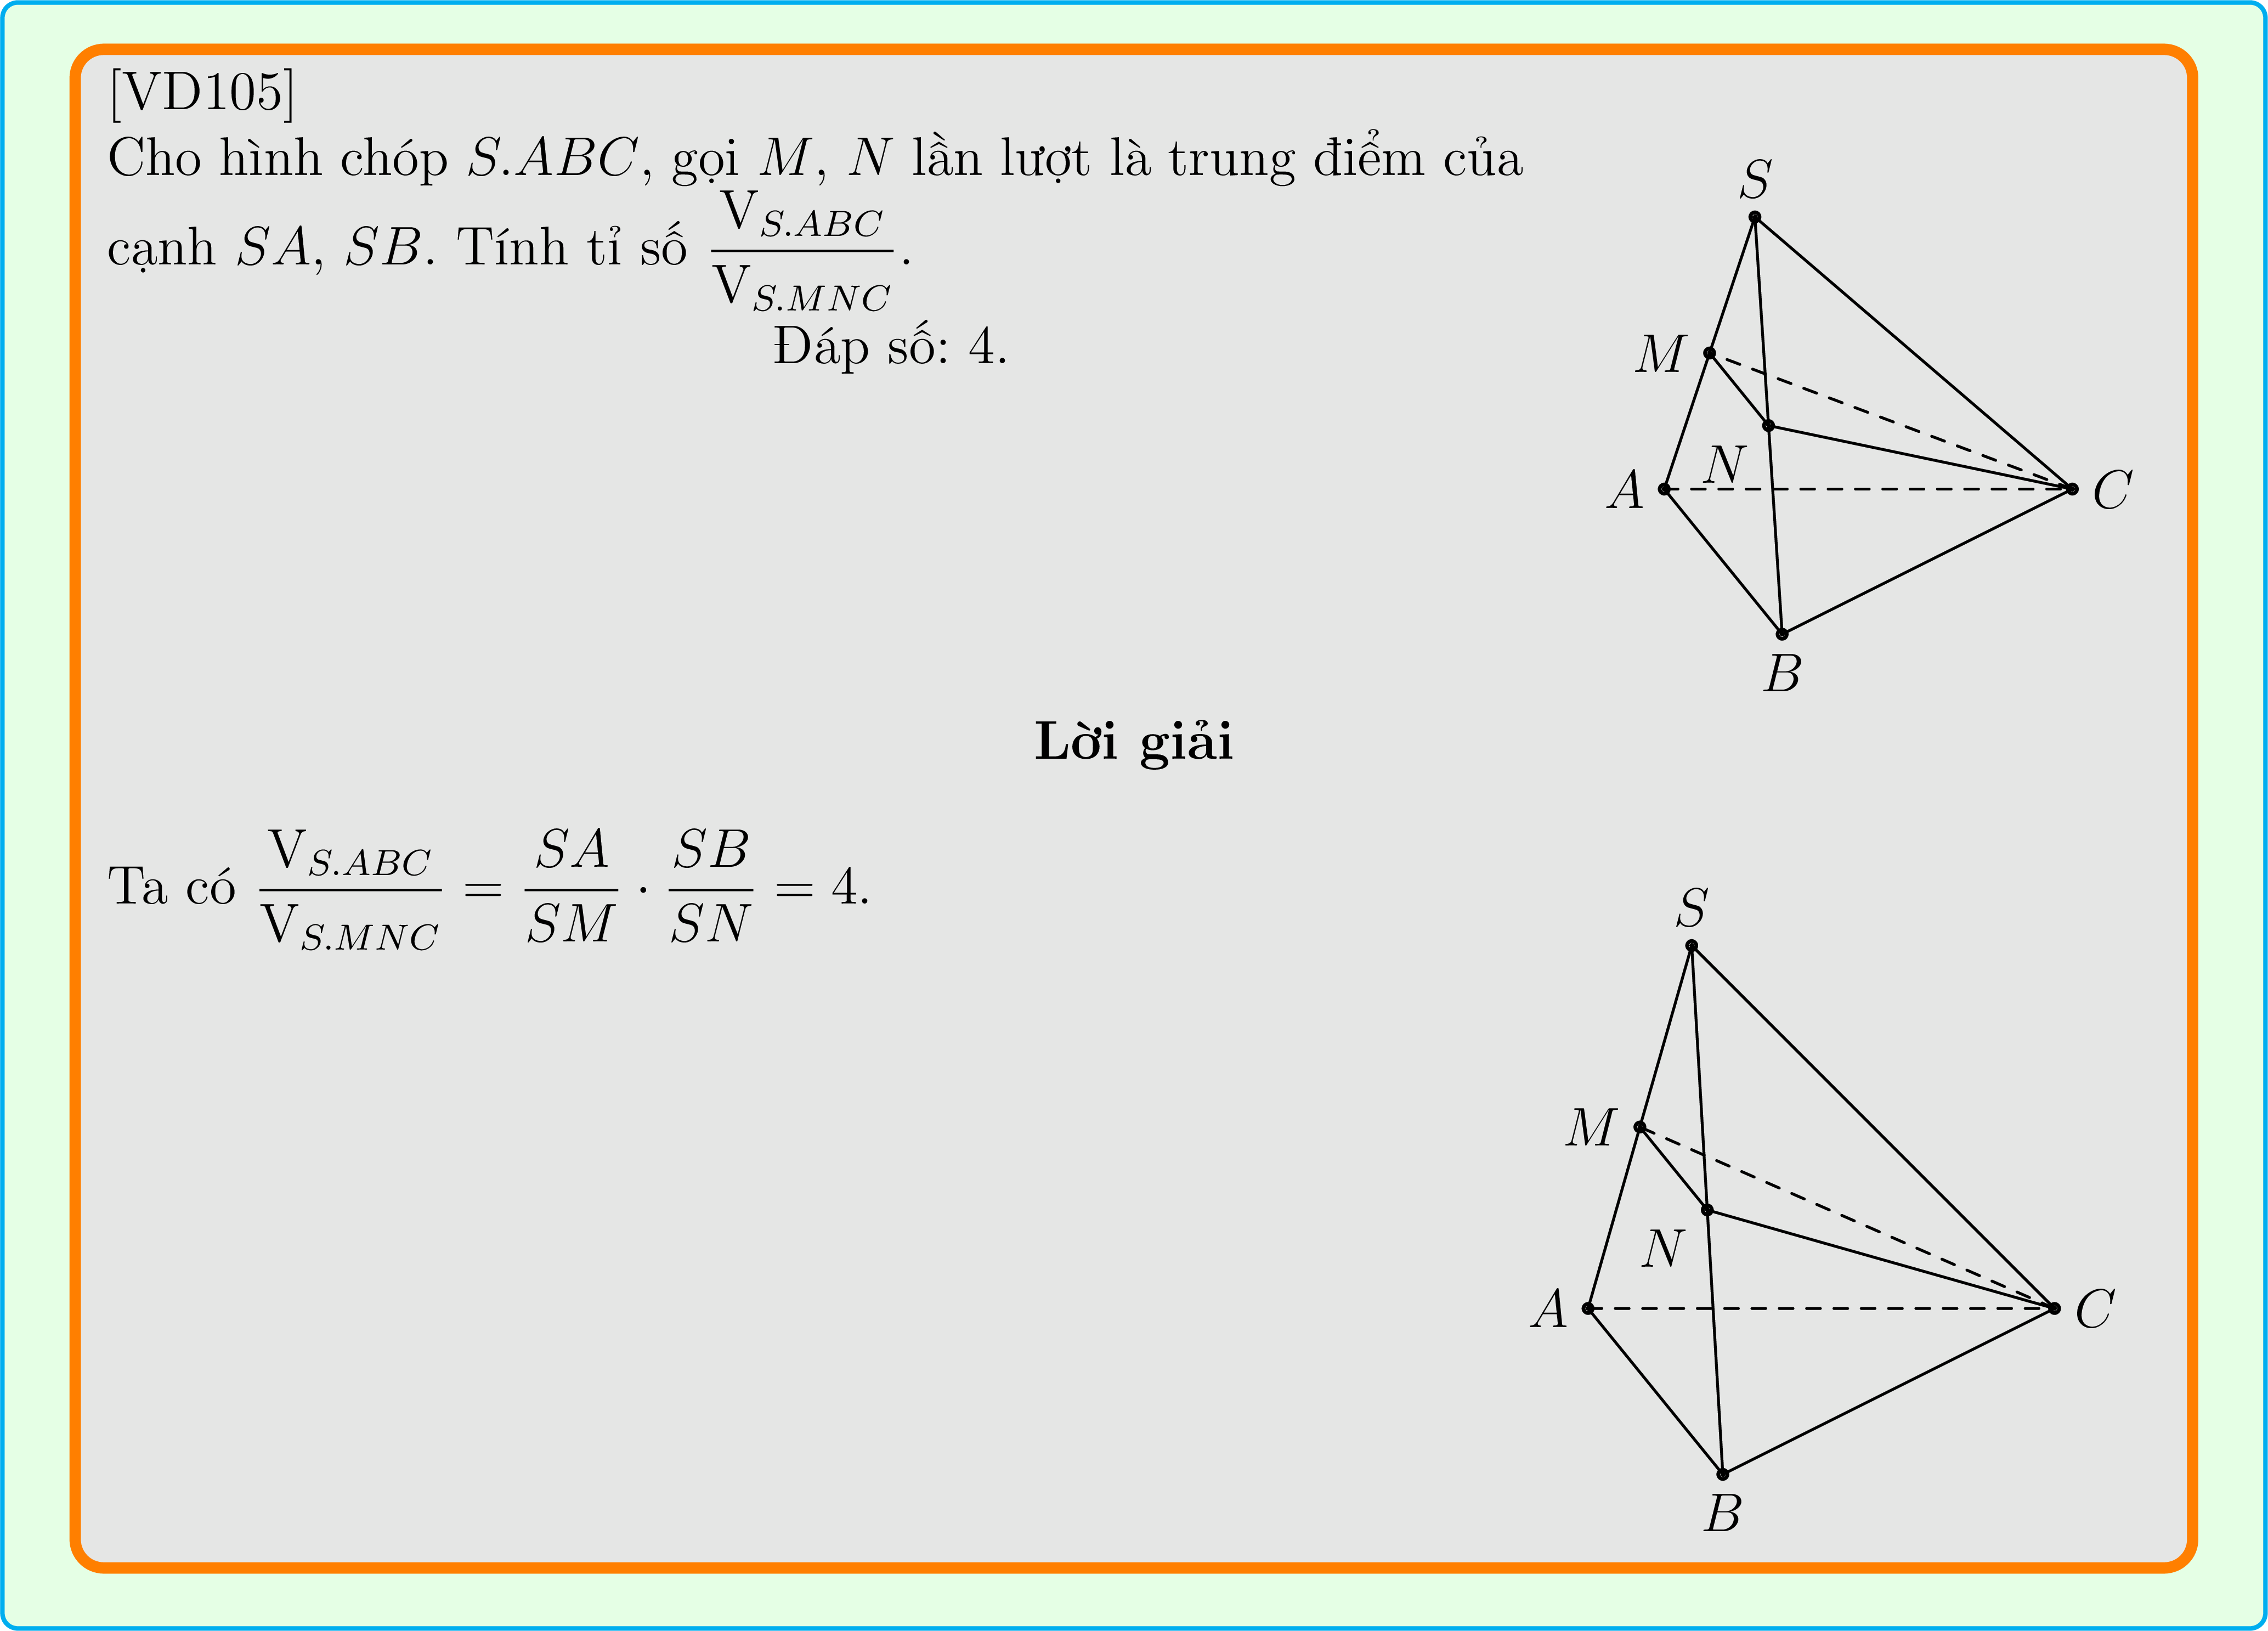 [VD105]
Cho hình chóp S.ABC, gọi M, N lần lượt là trung điểm của
cạnh SA, SB. Tính tỉ số \frac{V_{S.ABC}}{V_{S.MNC}}.
Đáp số: 4.
S
M
N
A
C
B
Lời giải
Ta có \frac{V_{S.ABC}}{V_{S.MNC}} = \frac{SA}{SM} · \frac{SB}{SN} = 4.
S
M
N
A
C
B